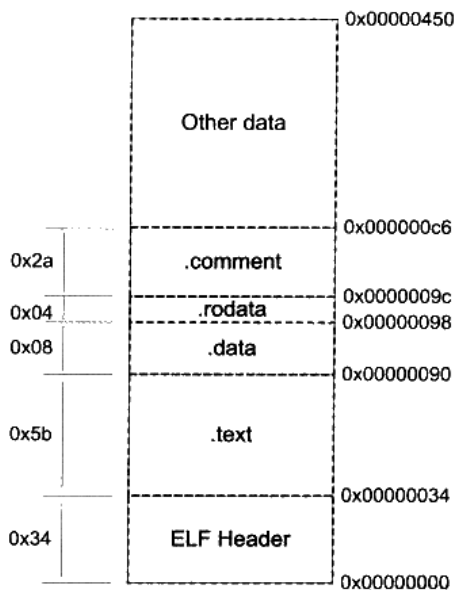 0x00000450
Other data
0x000000c6
0x2a
.comment
0x0000009c
0x04
.rodata
0x00000098
0x08
.data
0x00000090
0x5b
.text
0x00000034
0x34
ELF Header
0x00000000